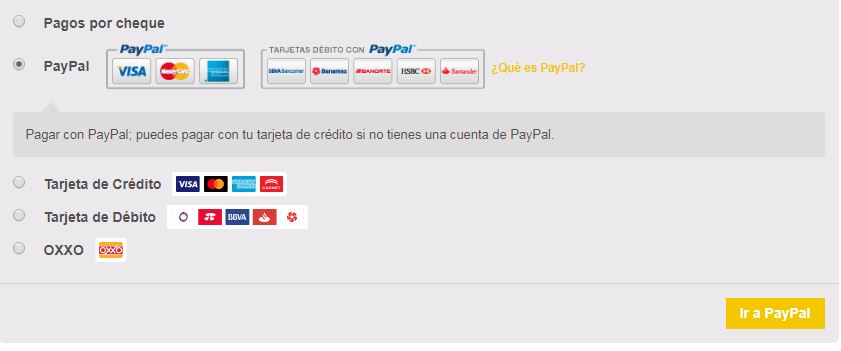 Pagos por cheque
PayPal PayPal VISA MasterCard TARJETAS DÉBITO CON PayPal BBVA Bancomer Banamex BANORTE HSBC Santander ¿Qué es PayPal?
Pagar con PayPal; puedes pagar con tu tarjeta de crédito si no tienes una cuenta de PayPal.
Tarjeta de Crédito VISA CARNET
Tarjeta de Débito BBVA
OXXO OXXO
Ir a PayPal